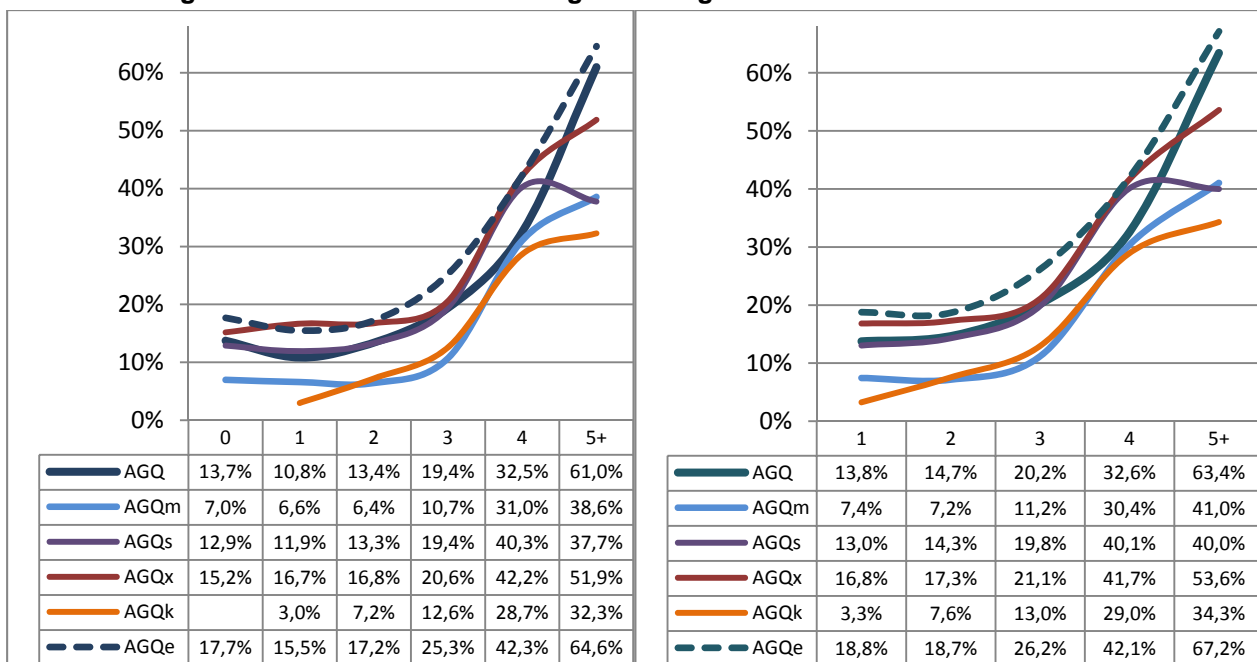 60%
50%
40%
30%
20%
10%
0%
0 1 2 3 4 5+
AGQ 13,7% 10,8% 13,4% 19,4% 32,5% 61,0%
AGQm 7,0% 6,6% 6,4% 10,7% 31,0% 38,6%
AGQs 12,9% 11,9% 13,3% 19,4% 40,3% 37,7%
AGQx 15,2% 16,7% 16,8% 20,6% 42,2% 51,9%
AGQk 3,0% 7,2% 12,6% 28,7% 32,3%
AGQe 17,7% 15,5% 17,2% 25,3% 42,3% 64,6%
60%
50%
40%
30%
20%
10%
0%
1 2 3 4 5+
AGQ 13,8% 14,7% 20,2% 32,6% 63,4%
AGQm 7,4% 7,2% 11,2% 30,4% 41,0%
AGQs 13,0% 14,3% 19,8% 40,1% 40,0%
AGQx 16,8% 17,3% 21,1% 41,7% 53,6%
AGQk 3,3% 7,6% 13,0% 29,0% 34,3%
AGQe 18,8% 18,7% 26,2% 42,1% 67,2%